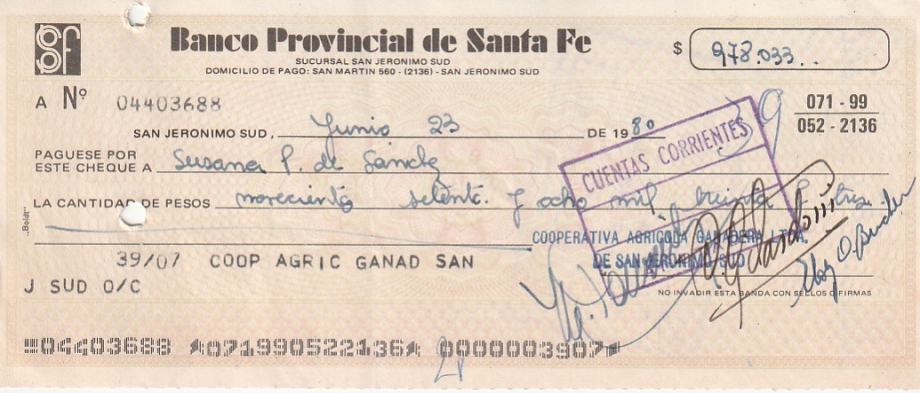 Banco Provincial de Santa Fe
SUCURSAL SAN JERONIMO SUD
DOMICILIO DE PAGO: SAN MARTIN 560 - (2136) - SAN JERONIMO SUD
$ 978.033..
A Nº 04403688
071 - 99
052 - 2136
SAN JERONIMO SUD, Junio 23 DE 1980
PAGUESE POR
ESTE CHEQUE A Susana P. de Sánchez
CUENTAS CORRIENTES
LA CANTIDAD DE PESOS novecientos setenta y ocho mil treinta y tres.
COOPERATIVA AGRICOLA GANADERA LTDA.
DE SAN JERONIMO SUD
39/07 COOP AGRIC GANAD SAN
J SUD O/C
NO INVADIR ESTA BANDA CON SELLOS O FIRMAS
04403688 071990522136 0000003907